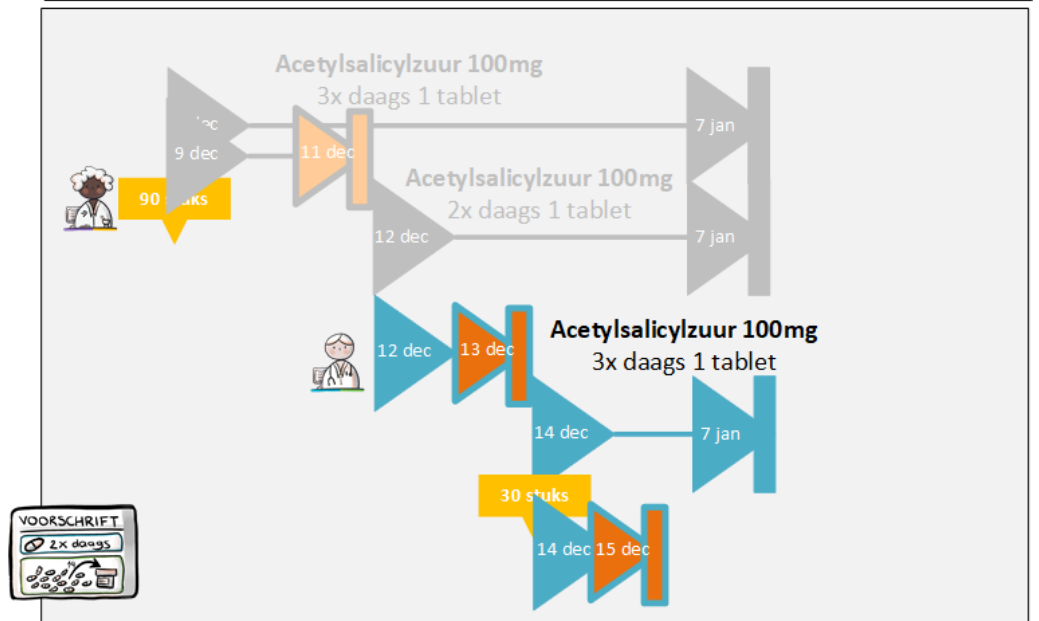 Acetylsalicylzuur 100mg
3x daags 1 tablet
7 jan
9 dec
11 dec
Acetylsalicylzuur 100mg
2x daags 1 tablet
90
12 dec
7 jan
Acetylsalicylzuur 100mg
3x daags 1 tablet
12 dec
13 dec
14 dec
7 jan
30 stuks
14 dec
15 dec
VOORSCHRIFT
2x daags